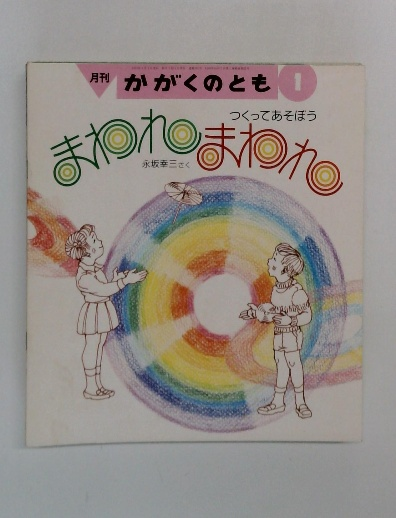 月刊 かがくのとも 1
つくってあそぼう
まわれまわれ
永坂幸三さく